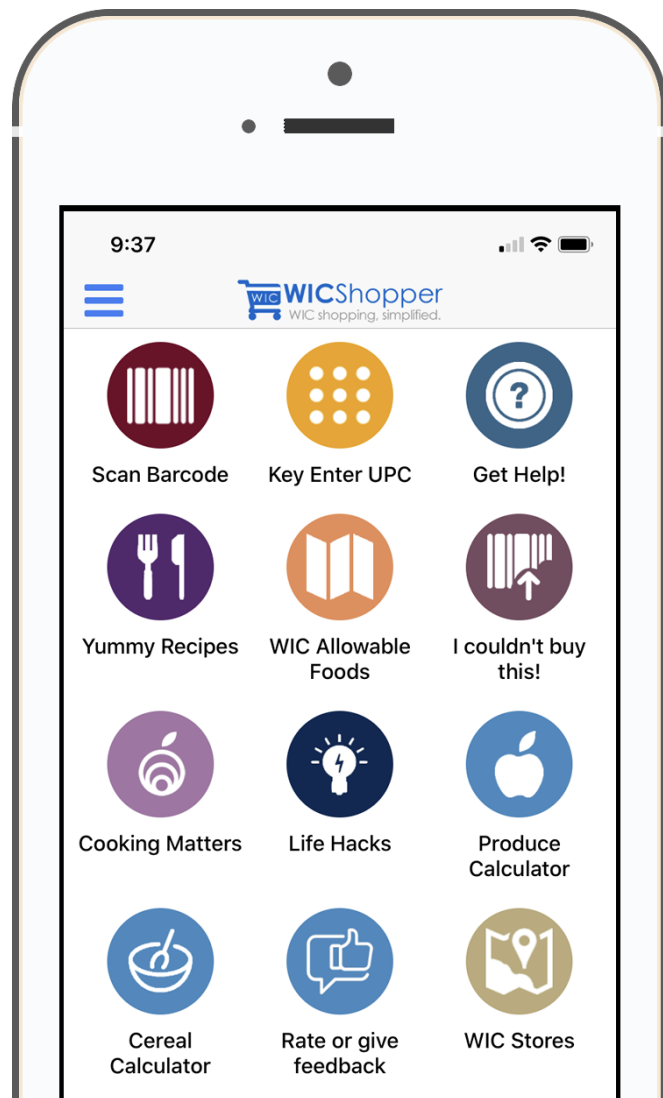 9:37
WIC WICShopper
WIC shopping, simplified.
Scan Barcode
Key Enter UPC
Get Help!
Yummy Recipes
WIC Allowable
Foods
I couldn't buy
this!
Cooking Matters
Life Hacks
Produce
Calculator
Cereal
Calculator
Rate or give
feedback
WIC Stores